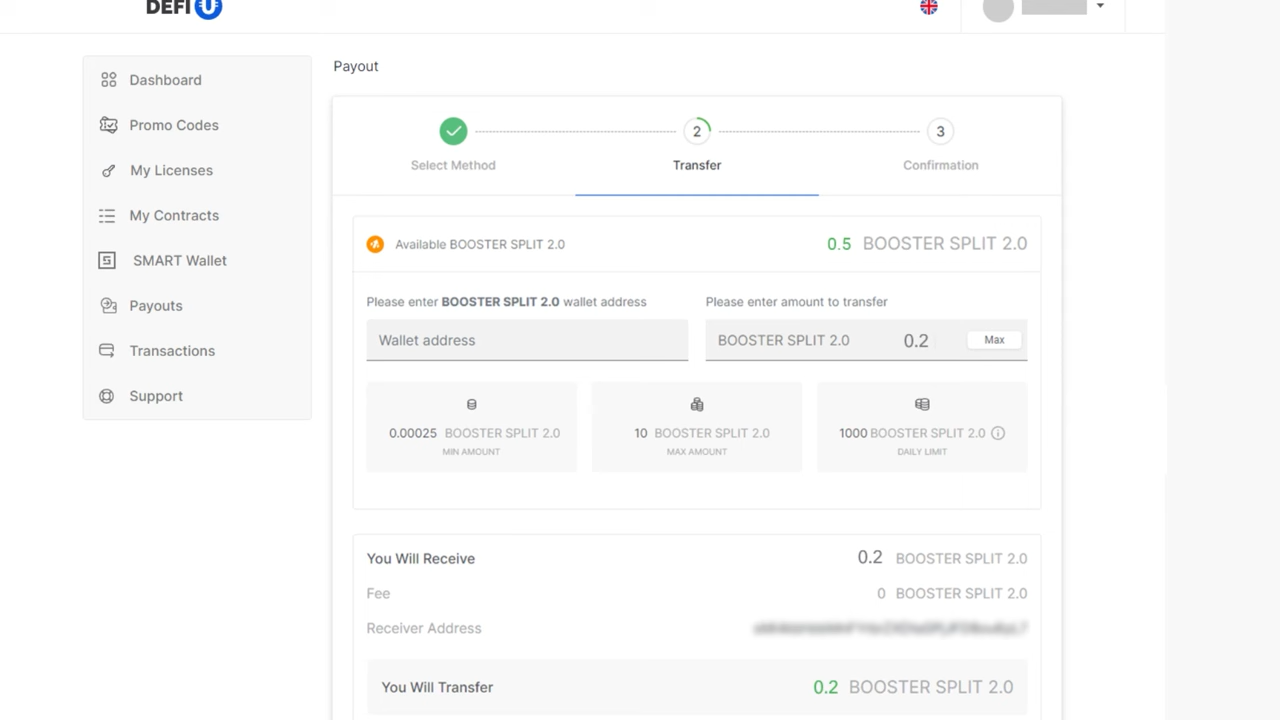 DEFI U
Dashboard
Promo Codes
My Licenses
My Contracts
SMART Wallet
Payouts
Transactions
Support
Payout
2
3
Select Method
Transfer
Confirmation
Available BOOSTER SPLIT 2.0
0.5 BOOSTER SPLIT 2.0
Please enter BOOSTER SPLIT 2.0 wallet address
Please enter amount to transfer
Wallet address
BOOSTER SPLIT 2.0 0.2 Max
0.00025 BOOSTER SPLIT 2.0
MIN AMOUNT
10 BOOSTER SPLIT 2.0
MAX AMOUNT
1000 BOOSTER SPLIT 2.0
DAILY LIMIT
You Will Receive 0.2 BOOSTER SPLIT 2.0
Fee 0 BOOSTER SPLIT 2.0
Receiver Address
You Will Transfer 0.2 BOOSTER SPLIT 2.0